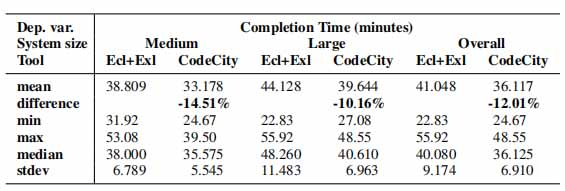 Dep. var. Completion Time (minutes)
System size Medium Large Overall
Tool Ecl+Exl CodeCity Ecl+Exl CodeCity Ecl+Exl CodeCity
mean 38.809 33.178 44.128 39.644 41.048 36.117
difference -14.51% -10.16% -12.01%
min 31.92 24.67 22.83 27.08 22.83 24.67
max 53.08 39.50 55.92 48.55 55.92 48.55
median 38.000 35.575 48.260 40.610 40.080 36.125
stdev 6.789 5.545 11.483 6.963 9.174 6.910